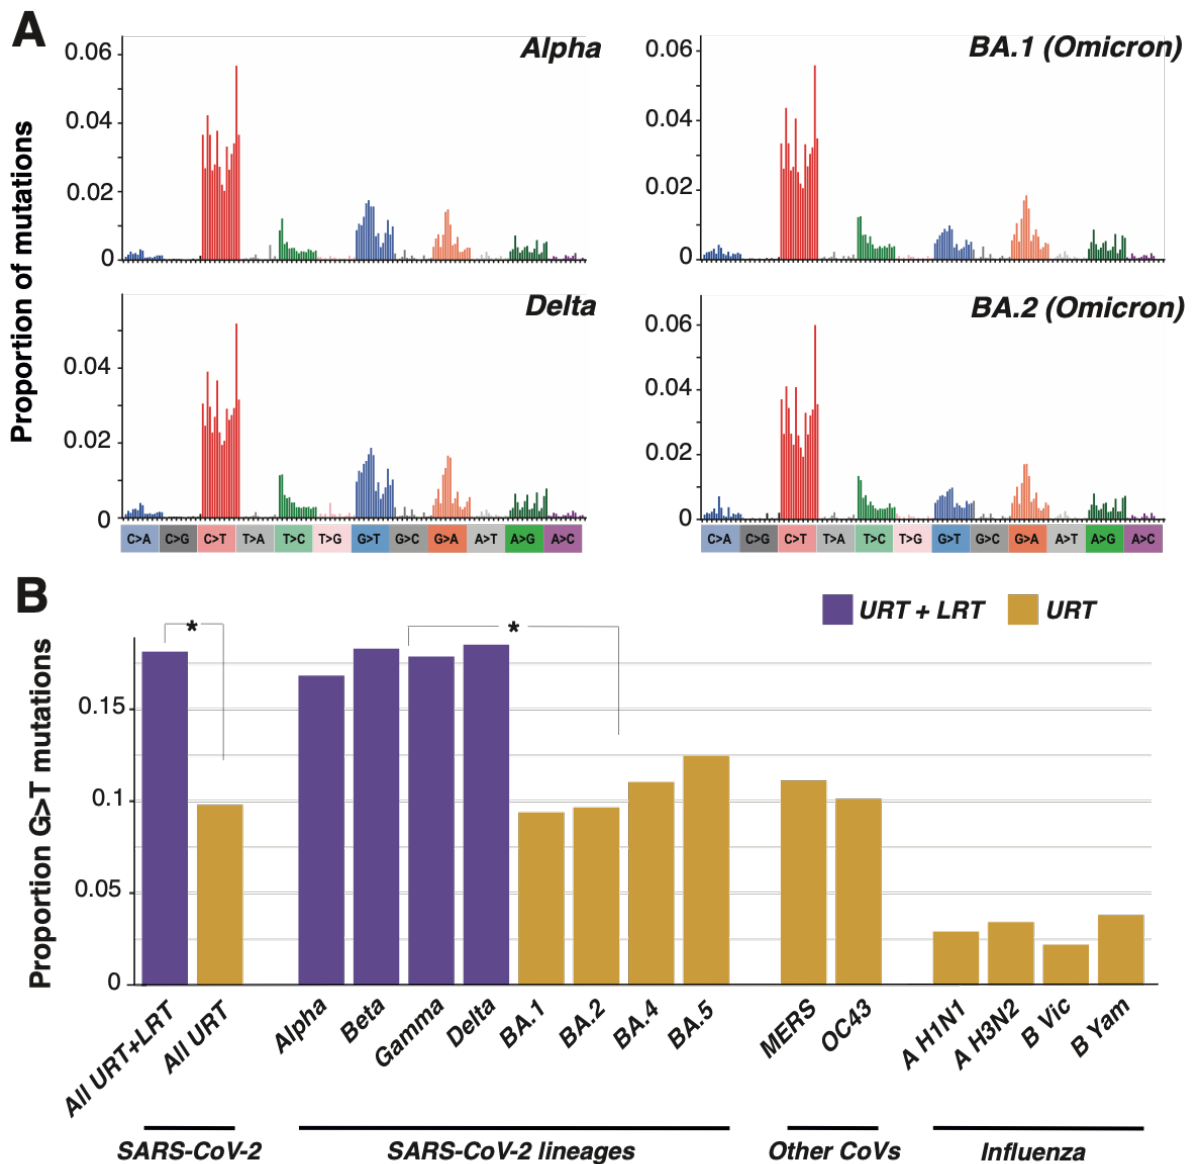 A
Alpha
BA.1 (Omicron)
Proportion of mutations
0.06
0.04
0.02
0
0.06
0.04
0.02
0
Delta
BA.2 (Omicron)
0.04
0.02
0
0.06
0.04
0.02
0
C>A C>G C>T T>A T>C T>G G>T G>C G>A A>T A>G A>C
C>A C>G C>T T>A T>C T>G G>T G>C G>A A>T A>G A>C
B
URT + LRT
URT
*
*
Proportion G>T mutations
0.15
0.1
0.05
0
All URT+LRT
All URT
Alpha
Beta
Gamma
Delta
BA.1
BA.2
BA.4
BA.5
MERS
OC43
A H1N1
A H3N2
B Vic
B Yam
SARS-CoV-2
SARS-CoV-2 lineages
Other CoVs
Influenza